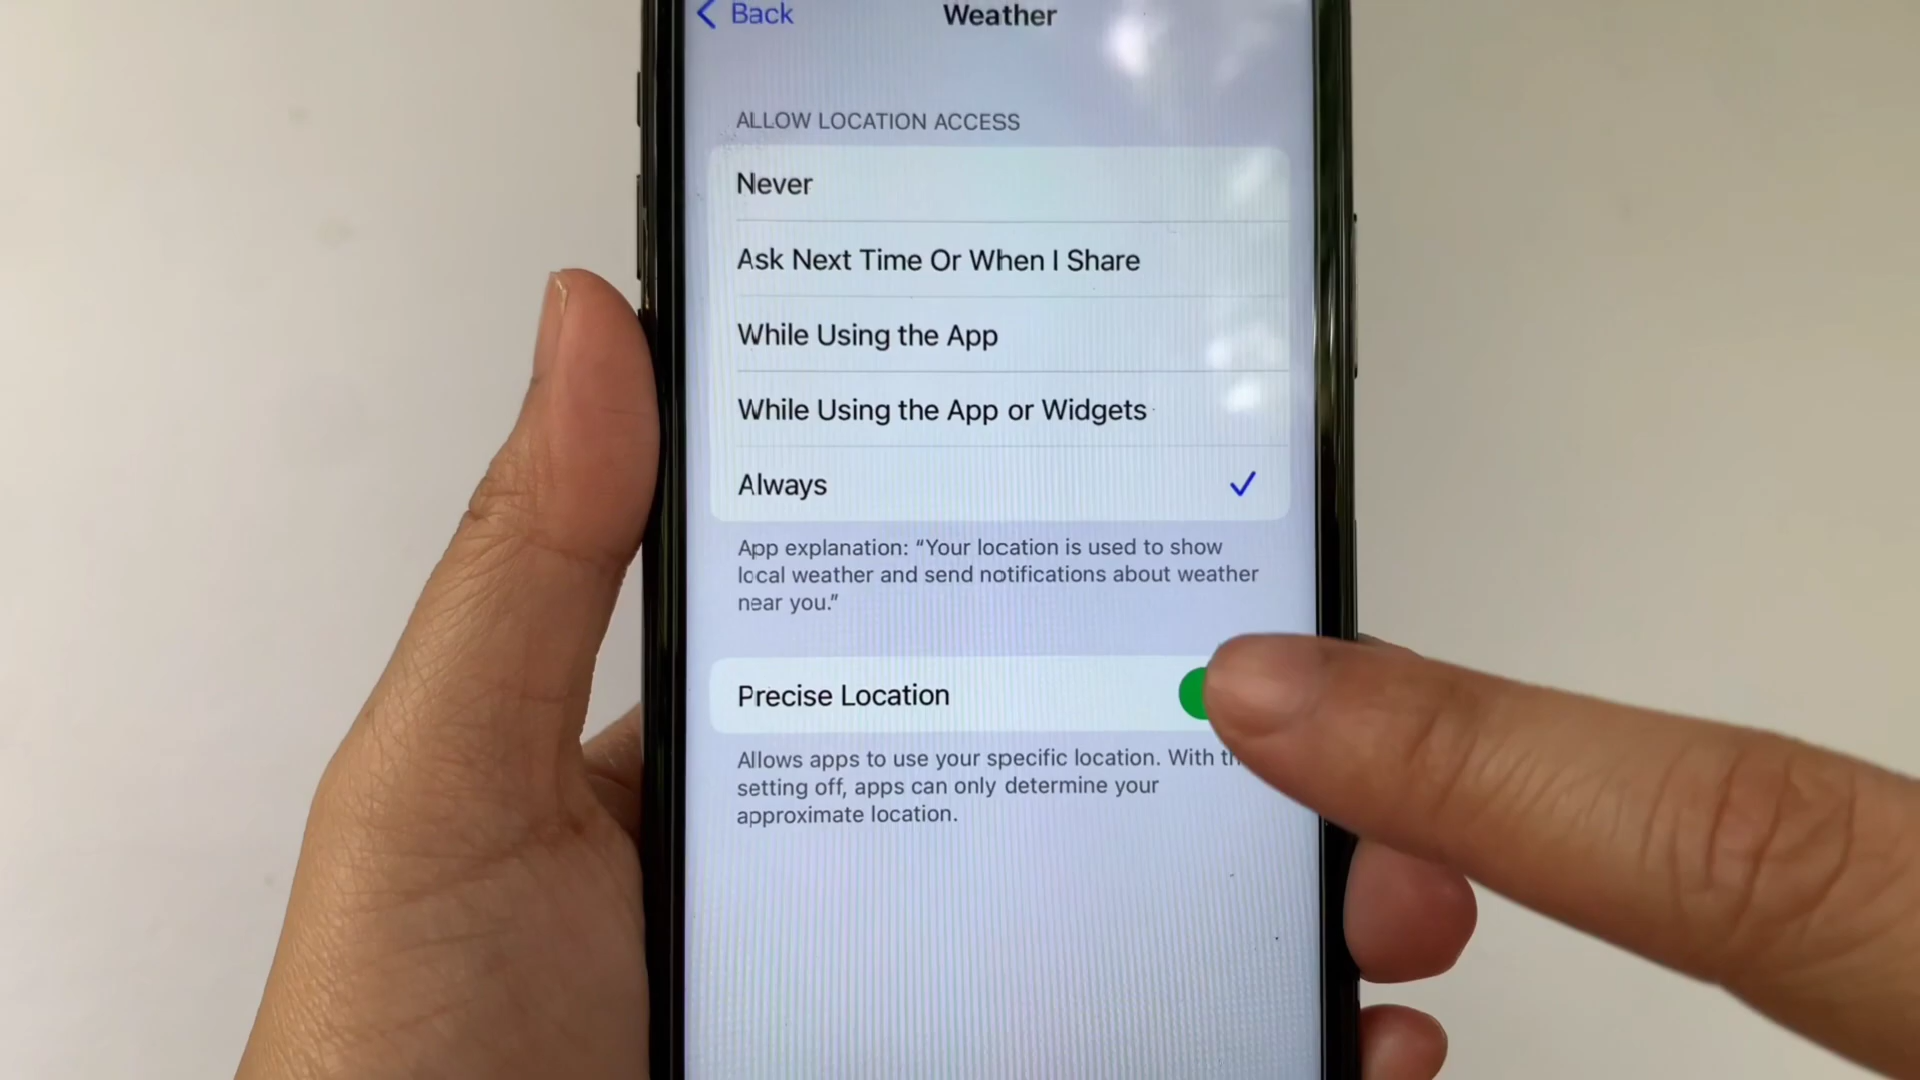 Back
Weather
ALLOW LOCATION ACCESS
Never
Ask Next Time Or When I Share
While Using the App
While Using the App or Widgets
Always
App explanation: “Your location is used to show
local weather and send notifications about weather
near you.”
Precise Location
Allows apps to use your specific location. With
setting off, apps can only determine your
approximate location.